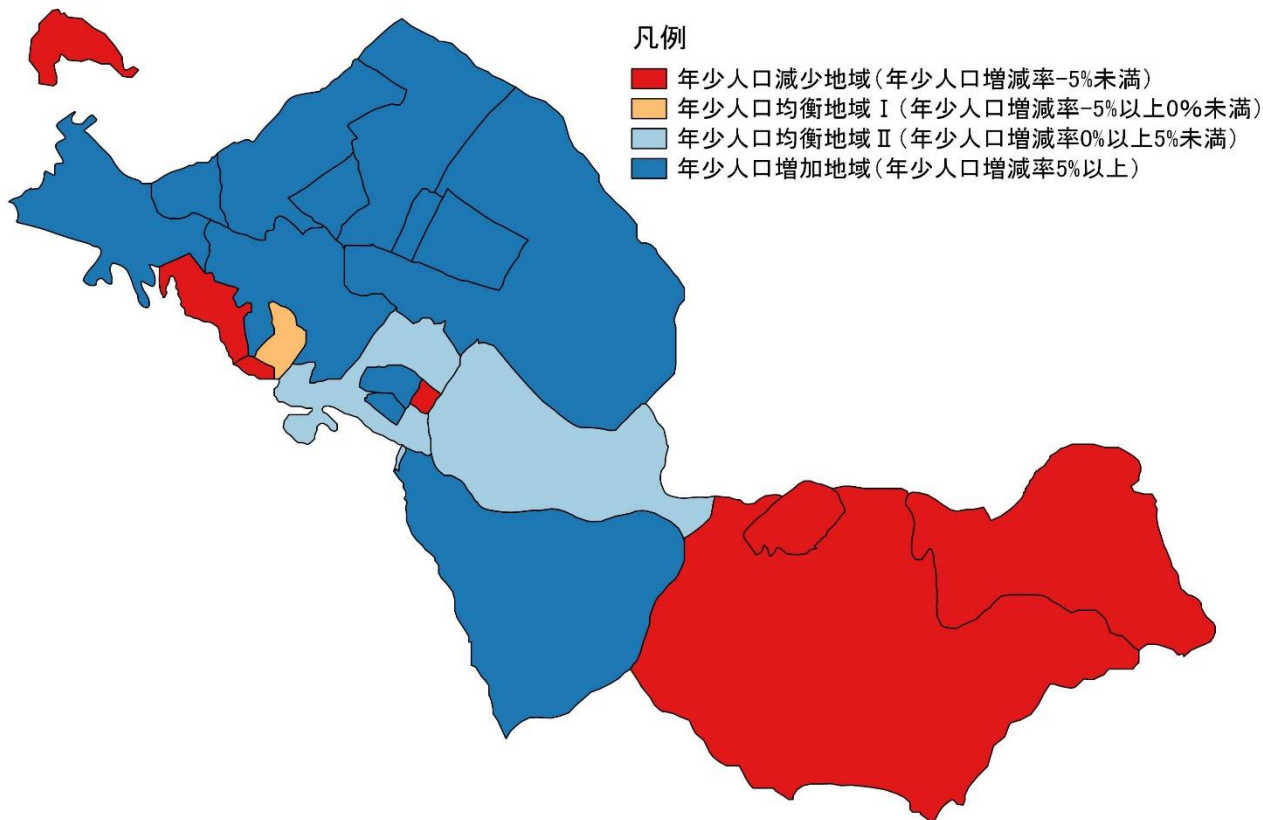 凡例
年少人口減少地域(年少人口増減率-5%未満)
年少人口均衡地域Ⅰ(年少人口増減率-5%以上0%未満)
年少人口均衡地域Ⅱ(年少人口増減率0%以上5%未満)
年少人口増加地域(年少人口増減率5%以上)